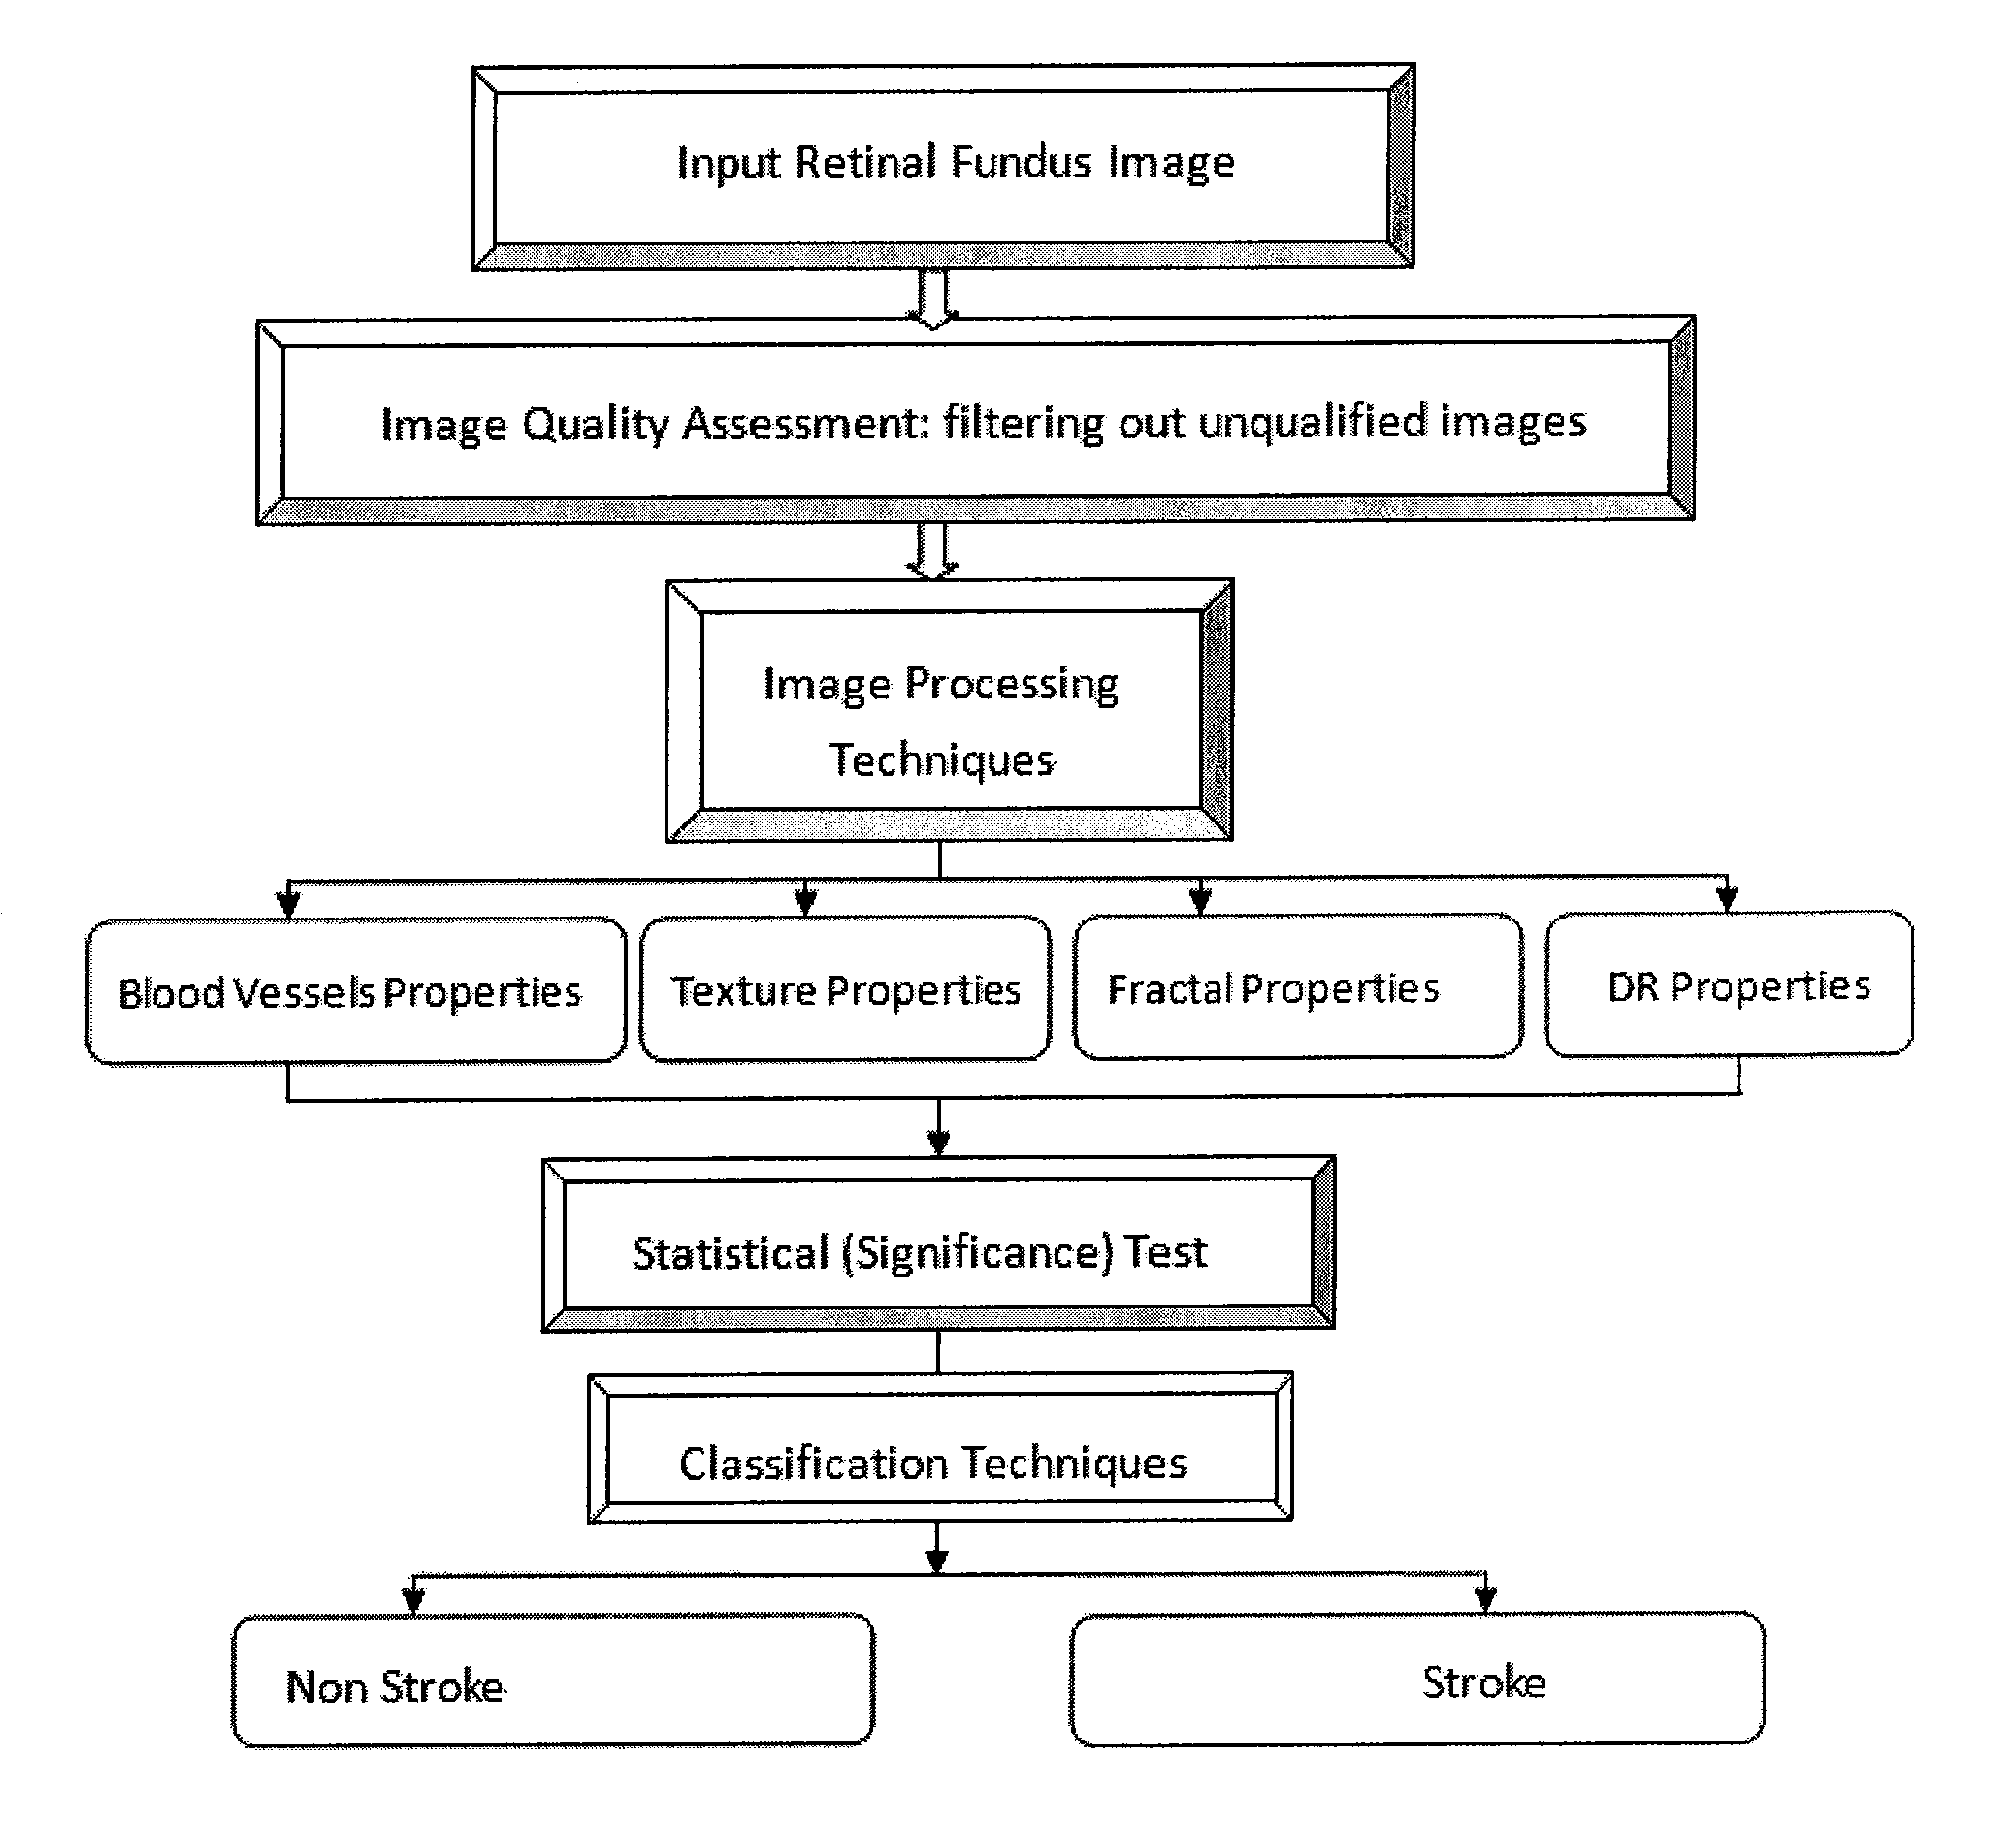 Input Retinal Fundus Image
Image Quality Assessment: filtering out unqualified images
Image Processing
Techniques
Blood Vessels Properties
Texture Properties
Fractal Properties
DR Properties
Statistical (Significance) Test
Classification Techniques
Non Stroke
Stroke